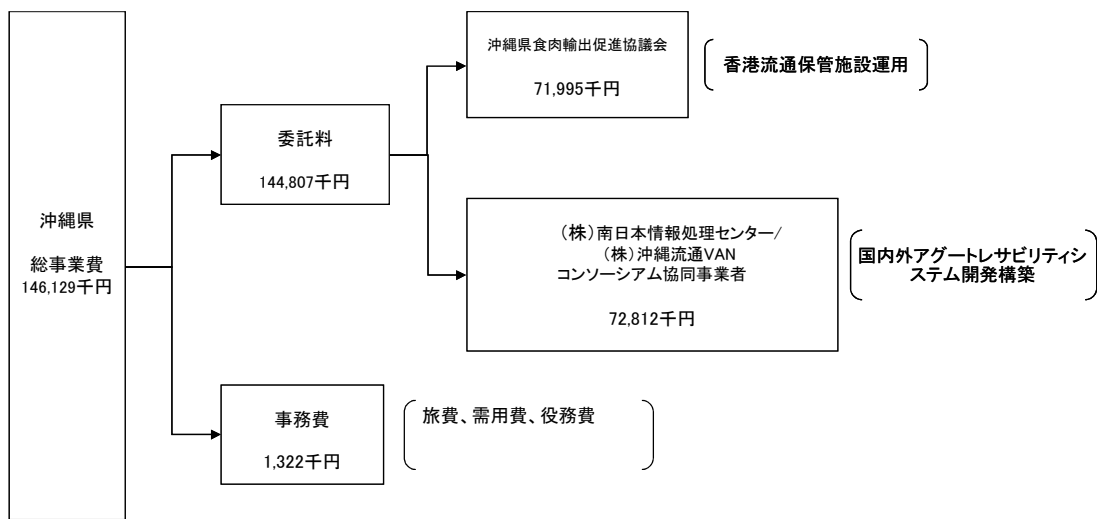 沖縄県
総事業費
146,129千円
委託料
144,807千円
沖縄県食肉輸出促進協議会
71,995千円
香港流通保管施設運用
(株)南日本情報処理センター/
(株)沖縄流通VAN
コンソーシアム協同事業者
72,812千円
国内外アグートレサビリティシ
ステム開発構築
事務費
1,322千円
旅費、需用費、役務費